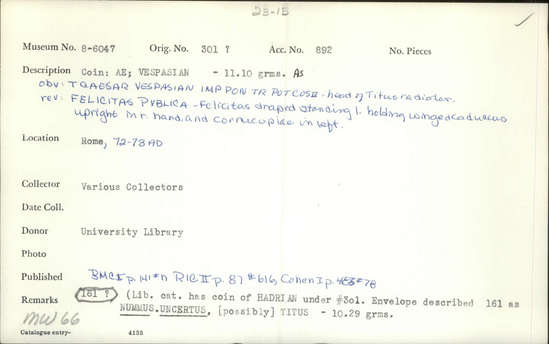 23-1B
Museum No. 8-6047 Orig. No. 301 ? Acc. No. 892 No. Pieces
Description Coin: AE; VESPASIAN - 11.10 grms. As
obv: T CAESAR VESPASIAN IMP PON TR POT COS II - head of Titus radiate r.
rev: FELICITAS PVBLICA - Felicitas draped standing l. holding winged caduceus
upright in r. hand, and cornucopiae in left.
Location Rome, 72-73 AD
Collector Various Collectors
Date Coll.
Donor University Library
Photo
Published BMC II p. 141 #n RIC II p. 87 #616, Cohen I p. #78
Remarks 161 ? (Lib. cat. has coin of HADRIAN under #301. Envelope described 161 as
NUMMUS.UNCERTUS, [possibly] TITUS - 10.29 grms.
MW 66
Catalogue entry- 4135